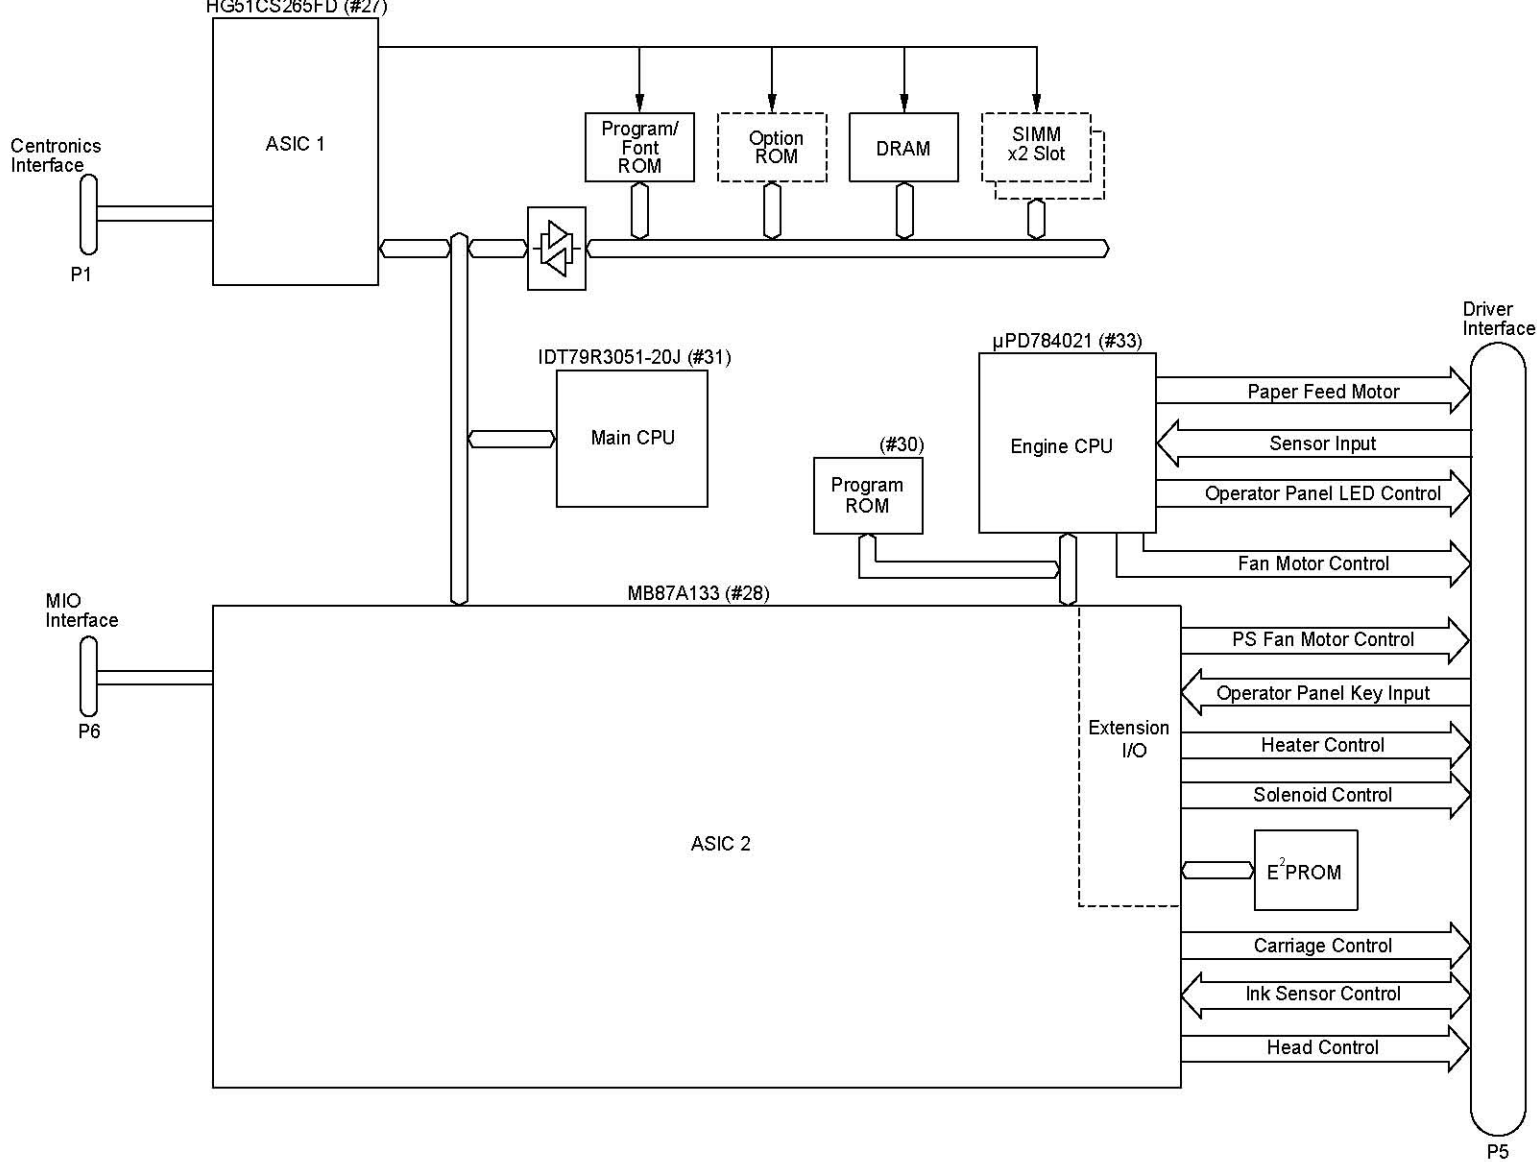 HG51CS265FD (#27)
ASIC 1
Centronics
Interface
P1
Program/
Font
ROM
Option
ROM
DRAM
SIMM
x2 Slot
IDT79R3051-20J (#31)
Main CPU
µPD784021 (#33)
Engine CPU
(#30)
Program
ROM
Driver
Interface
Paper Feed Motor
Sensor Input
Operator Panel LED Control
Fan Motor Control
MIO
Interface
P6
MB87A133 (#28)
ASIC 2
Extension
I/O
PS Fan Motor Control
Operator Panel Key Input
Heater Control
Solenoid Control
E²PROM
Carriage Control
Ink Sensor Control
Head Control
P5